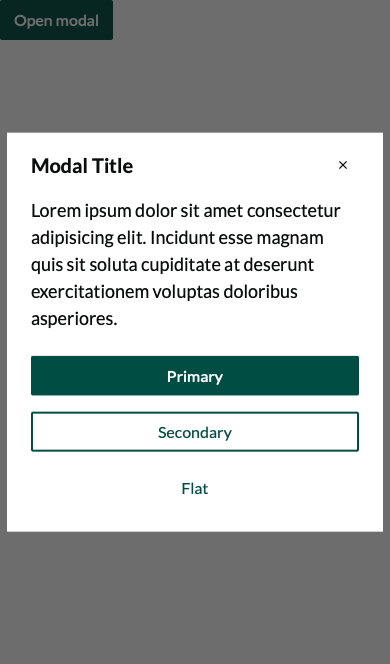 Open modal
Modal Title
×
Lorem ipsum dolor sit amet consectetur
adipisicing elit. Incidunt esse magnam
quis sit soluta cupiditate at deserunt
exercitationem voluptas doloribus
asperiores.
Primary
Secondary
Flat